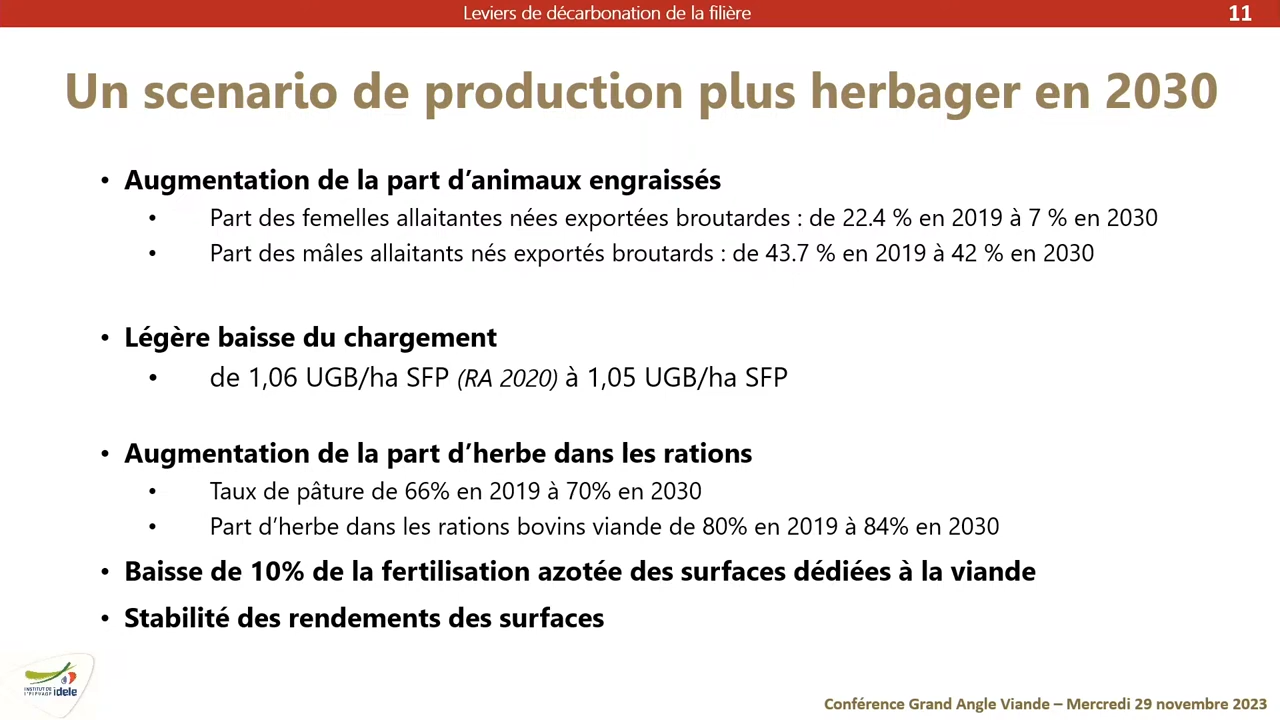 Leviers de décarbonation de la filière
11
Un scenario de production plus herbager en 2030
• Augmentation de la part d’animaux engraissés
• Part des femelles allaitantes nées exportées broutardes : de 22.4 % en 2019 à 7 % en 2030
• Part des mâles allaitants nés exportés broutards : de 43.7 % en 2019 à 42 % en 2030
• Légère baisse du chargement
• de 1,06 UGB/ha SFP (RA 2020) à 1,05 UGB/ha SFP
• Augmentation de la part d’herbe dans les rations
• Taux de pâture de 66% en 2019 à 70% en 2030
• Part d’herbe dans les rations bovins viande de 80% en 2019 à 84% en 2030
• Baisse de 10% de la fertilisation azotée des surfaces dédiées à la viande
• Stabilité des rendements des surfaces
INSTITUT DE
L'ELEVAGE idele
Conférence Grand Angle Viande – Mercredi 29 novembre 2023